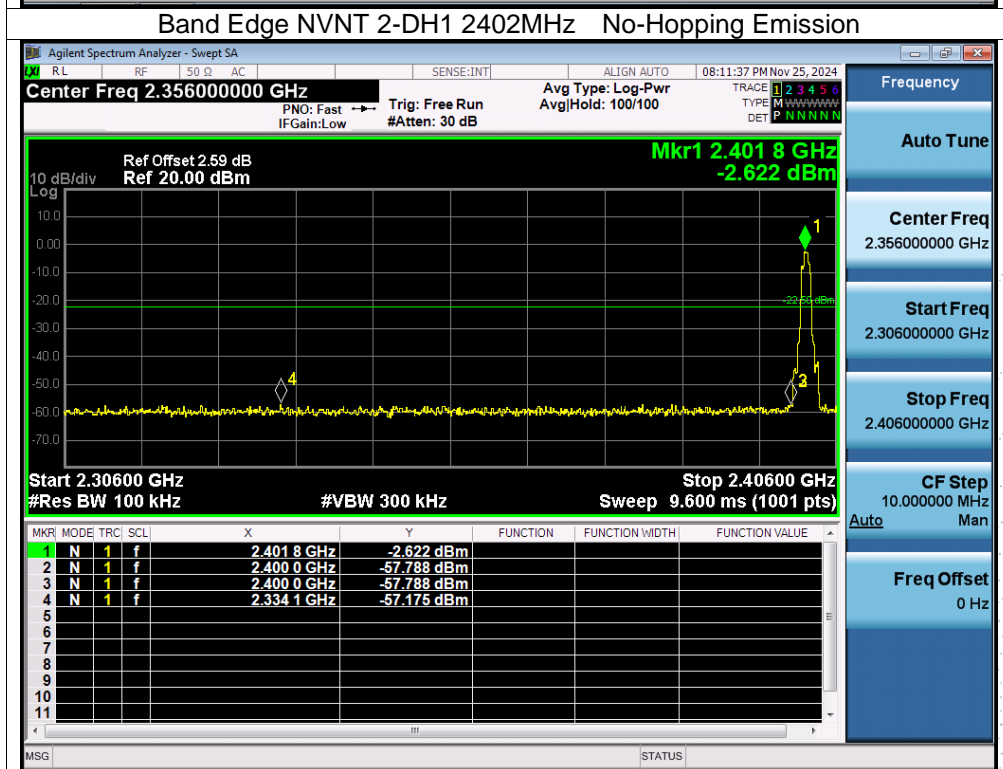 Band Edge NVNT 2-DH1 2402MHz No-Hopping Emission
Agilent Spectrum Analyzer - Swept SA
LXI RL RF 50 Ω AC SENSE:INT ALIGN AUTO 08:11:37 PM Nov 25, 2024
Center Freq 2.356000000 GHz
PNO: Fast
IFGain:Low
Trig: Free Run
#Atten: 30 dB
Avg Type: Log-Pwr
Avg|Hold: 100/100
TRACE 1 2 3 4 5 6
TYPE M WWWWW
DET P N N N N N
Frequency
Auto Tune
Center Freq
2.356000000 GHz
Start Freq
2.306000000 GHz
Stop Freq
2.406000000 GHz
CF Step
10.000000 MHz
Auto Man
Freq Offset
0 Hz
Mkr1 2.401 8 GHz
-2.622 dBm
Ref Offset 2.59 dB
10 dB/div Ref 20.00 dBm
Log
10.0
0.00
-10.0
-20.0
-30.0
-40.0
-50.0
-60.0
-70.0
1
-22.50 dBm
4
3
Start 2.30600 GHz Stop 2.40600 GHz
#Res BW 100 kHz #VBW 300 kHz Sweep 9.600 ms (1001 pts)
MKR MODE TRC SCL X Y FUNCTION FUNCTION WIDTH FUNCTION VALUE
1 N 1 f 2.401 8 GHz -2.622 dBm
2 N 1 f 2.400 0 GHz -57.788 dBm
3 N 1 f 2.400 0 GHz -57.788 dBm
4 N 1 f 2.334 1 GHz -57.175 dBm
5
6
7
8
9
10
11
MSG STATUS